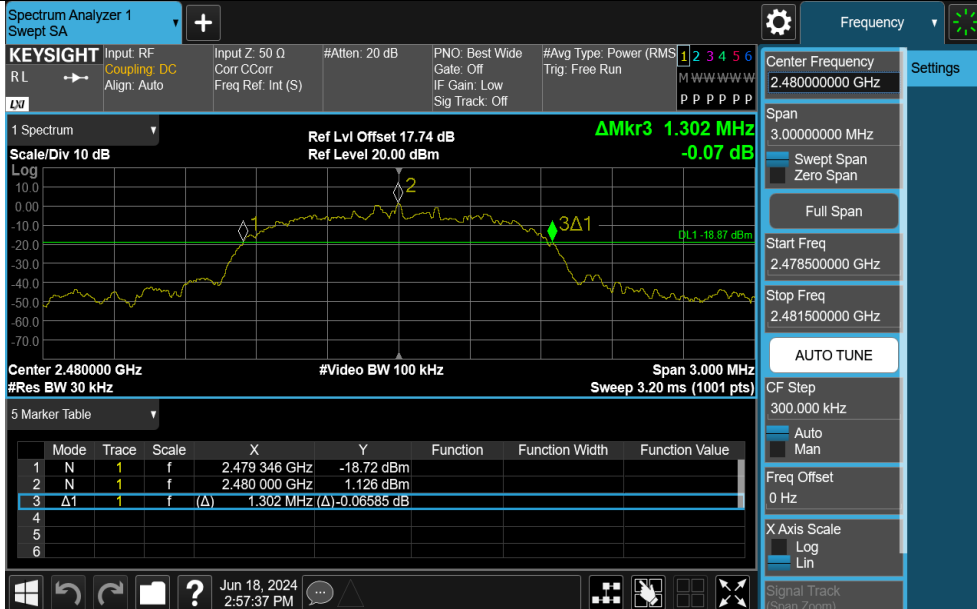 Spectrum Analyzer 1
Swept SA
Frequency
KEYSIGHT
RL
LXI
Input: RF
Coupling: DC
Align: Auto
Input Z: 50 Ω
Corr CCorr
Freq Ref: Int (S)
#Atten: 20 dB
PNO: Best Wide
Gate: Off
IF Gain: Low
Sig Track: Off
#Avg Type: Power (RMS
Trig: Free Run
1 2 3 4 5 6
M W W W W W
P P P P P P
1 Spectrum
Scale/Div 10 dB
Ref Lvl Offset 17.74 dB
Ref Level 20.00 dBm
ΔMkr3 1.302 MHz
-0.07 dB
Log
10.0
0.00
-10.0
-20.0
-30.0
-40.0
-50.0
-60.0
-70.0
1
2
3Δ1
DL1 -18.87 dBm
Center 2.480000 GHz
#Video BW 100 kHz
Span 3.000 MHz
#Res BW 30 kHz
Sweep 3.20 ms (1001 pts)
5 Marker Table
Mode Trace Scale X Y Function Function Width Function Value
1 N 1 f 2.479 346 GHz -18.72 dBm
2 N 1 f 2.480 000 GHz 1.126 dBm
3 Δ1 1 f (Δ) 1.302 MHz (Δ) -0.06585 dB
4
5
6
Jun 18, 2024
2:57:37 PM
Center Frequency
2.480000000 GHz
Settings
Span
3.00000000 MHz
Swept Span
Zero Span
Full Span
Start Freq
2.478500000 GHz
Stop Freq
2.481500000 GHz
AUTO TUNE
CF Step
300.000 kHz
Auto
Man
Freq Offset
0 Hz
X Axis Scale
Log
Lin
Signal Track
(Span Zoom)